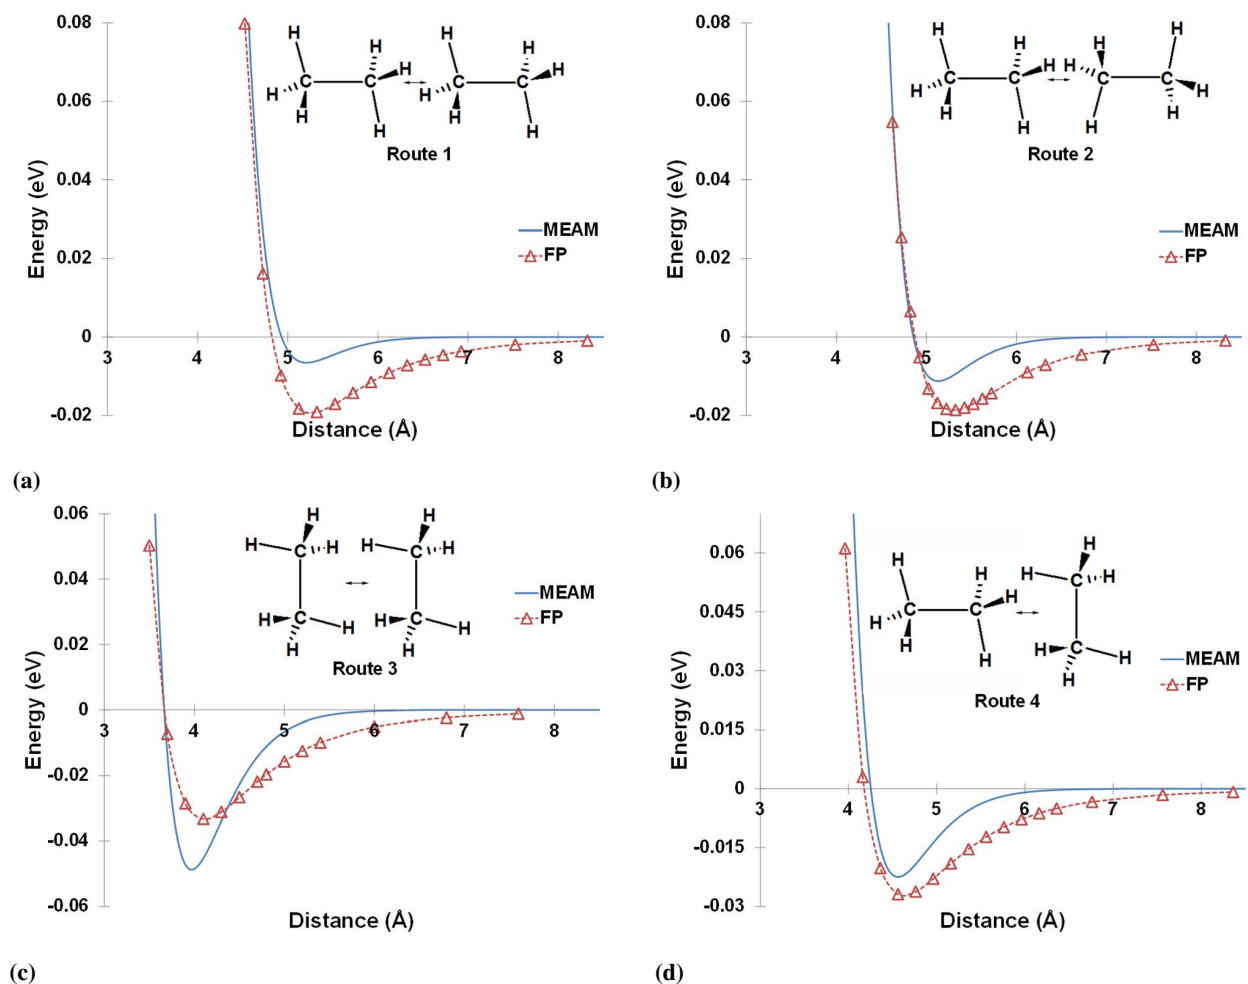 0.08
0.06
0.04
0.02
0
-0.02
3 4 5 6 7 8
Energy (eV)
Distance (Å)
H H H H H
C C C C
H H H H H H H
Route 1
MEAM
FP
(a)
0.08
0.06
0.04
0.02
0
-0.02
3 4 5 6 7 8
Energy (eV)
Distance (Å)
H H H H
C C H H C C
H H H H H H
Route 2
MEAM
FP
(b)
0.06
0.04
0.02
0
-0.02
-0.04
-0.06
3 4 5 6 7 8
Energy (eV)
Distance (Å)
H H
H C H H C H
H C H H C H
H H
Route 3
MEAM
FP
(c)
0.06
0.045
0.03
0.015
0
-0.015
-0.03
3 4 5 6 7 8
Energy (eV)
Distance (Å)
H H H
H C H
C C H
H H H H C H
H
Route 4
MEAM
FP
(d)